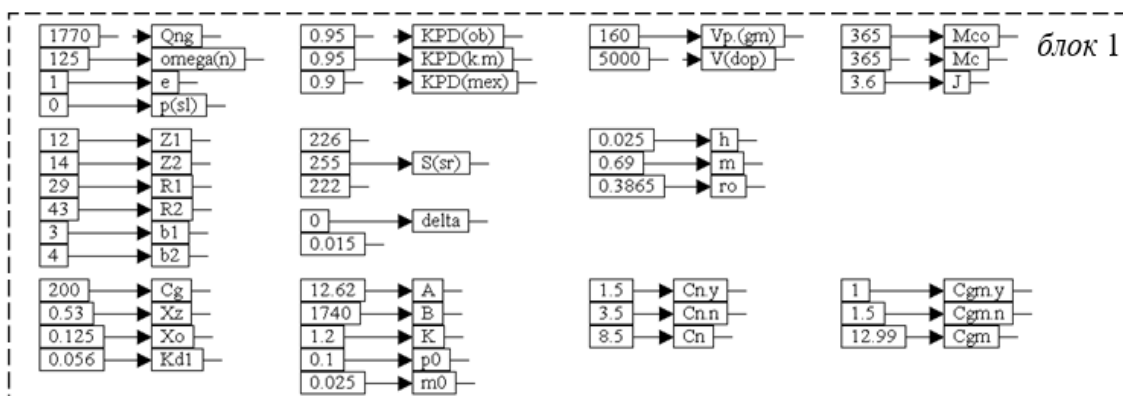 1770 Qng 0.95 KPD(ob) 160 Vp.(gm) 365 Mco блок 1
125 omega(n) 0.95 KPD(k.m) 5000 V(dop) 365 Mc
1 e 0.9 KPD(mex) 3.6 J
0 p(sl)
12 Z1 226 0.025 h
14 Z2 255 S(sr) 0.69 m
29 R1 222 0.3865 ro
43 R2 0 delta
3 b1 0.015
4 b2
200 Cg 12.62 A 1.5 Cn.y 1 Cgm.y
0.53 Xz 1740 B 3.5 Cn.n 1.5 Cgm.n
0.125 Xo 1.2 K 8.5 Cn 12.99 Cgm
0.056 Kd1 0.1 p0
0.025 m0